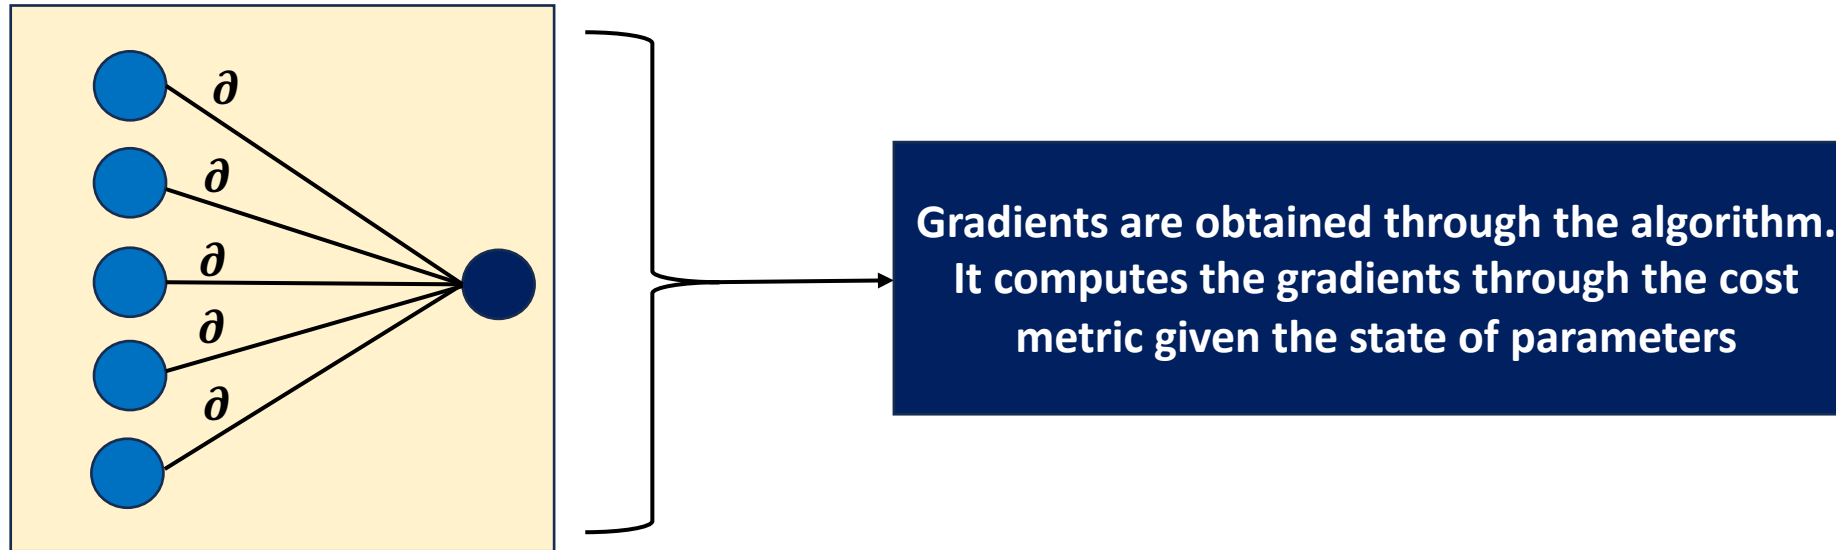 ∂
∂
∂
∂
∂
Gradients are obtained through the algorithm.
It computes the gradients through the cost
metric given the state of parameters